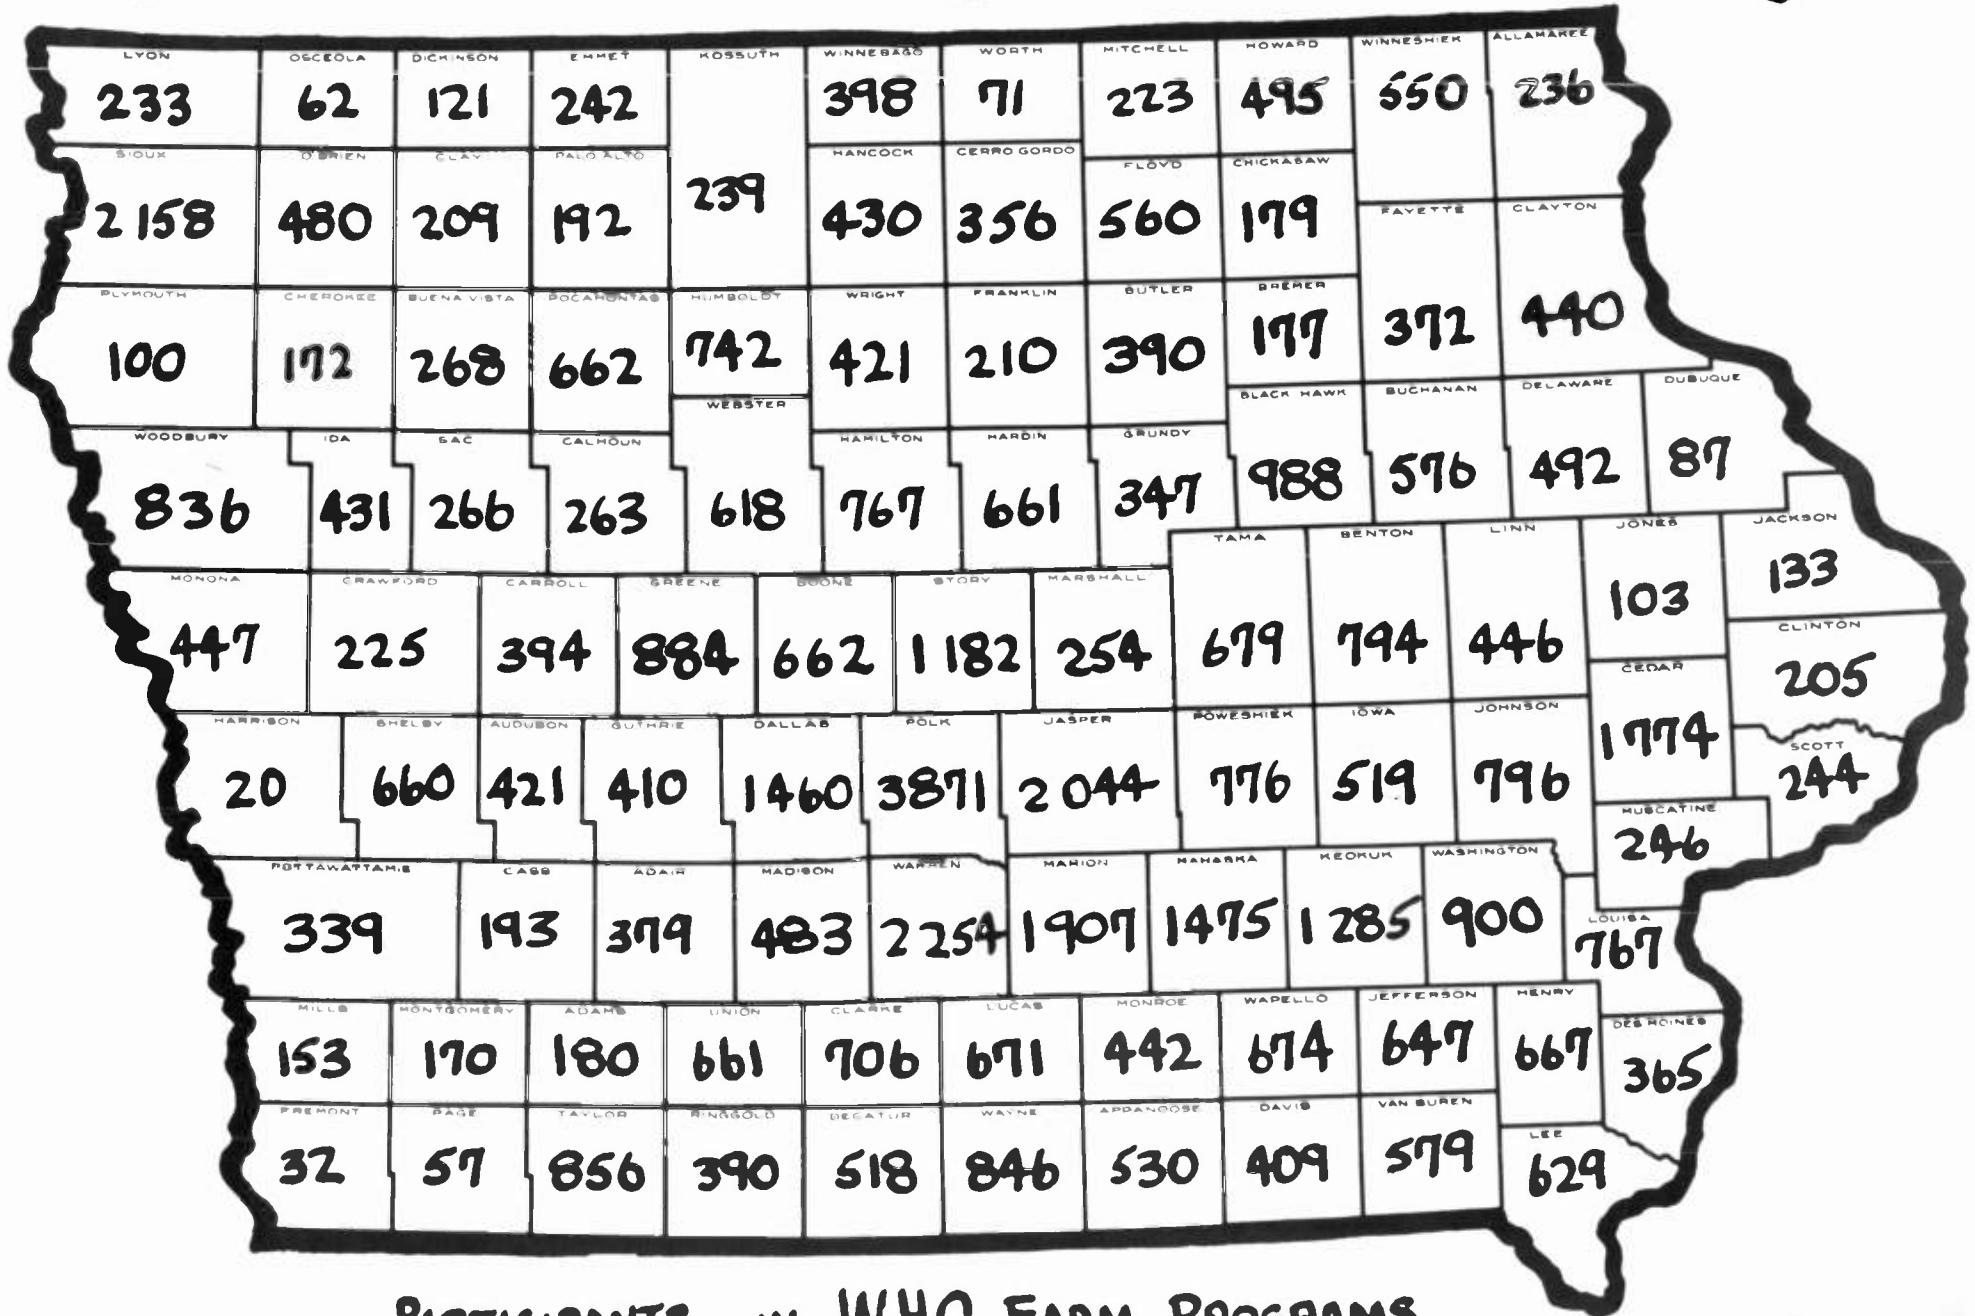 LYON OSCEOLA DICKINSON EMMET KOSSUTH WINNEBAGO WORTH MITCHELL HOWARD WINNESHIEK ALLAMAKEE
233 62 121 242 239 398 71 223 495 550 236
SIOUX O'BRIEN CLAY PALO ALTO HANCOCK CERRO GORDO FLOYD CHICKASAW
2158 480 209 192 430 356 560 179
FAYETTE CLAYTON
372 440
PLYMOUTH CHEROKEE BUENA VISTA POCAHONTAS HUMBOLDT WRIGHT FRANKLIN BUTLER BREMER
100 172 268 662 742 421 210 390 177
WOODBURY IDA SAC CALHOUN WEBSTER HAMILTON HARDIN GRUNDY BLACK HAWK BUCHANAN DELAWARE DUBUQUE
836 431 266 263 618 767 661 347 988 576 492 87
MONONA CRAWFORD CARROLL GREENE BOONE STORY MARSHALL TAMA BENTON LINN JONES JACKSON
447 225 394 884 662 1182 254 679 794 446 103 133
CLINTON
205
HARRISON SHELBY AUDUBON GUTHRIE DALLAS POLK JASPER POWESHIEK IOWA JOHNSON CEDAR SCOTT
20 660 421 410 1460 3871 2044 776 519 796 1774 244
MUSCATINE
246
POTTAWATTAMIE CASS ADAIR MADISON WARREN MARION MAHASKA KEOKUK WASHINGTON LOUISA
339 193 379 483 2254 1907 1475 1285 900 767
MILLS MONTGOMERY ADAMS UNION CLARKE LUCAS MONROE WAPELLO JEFFERSON HENRY DES MOINES
153 170 180 661 706 671 442 674 647 667 365
FREMONT PAGE TAYLOR RINGGOLD DECATUR WAYNE APPANOOSE DAVIS VAN BUREN LEE
32 57 856 390 518 846 530 409 579 629
PARTICIPANTS IN WHO FARM PROGRAMS